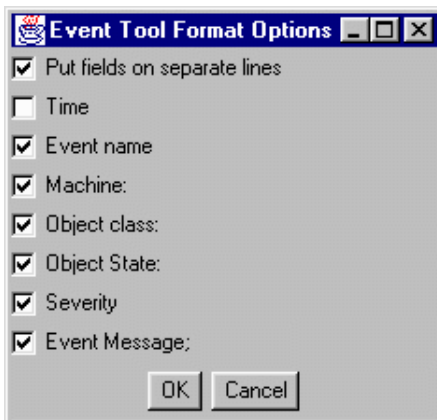 Event Tool Format Options
Put fields on separate lines
Time
Event name
Machine:
Object class:
Object State:
Severity
Event Message;
OK Cancel